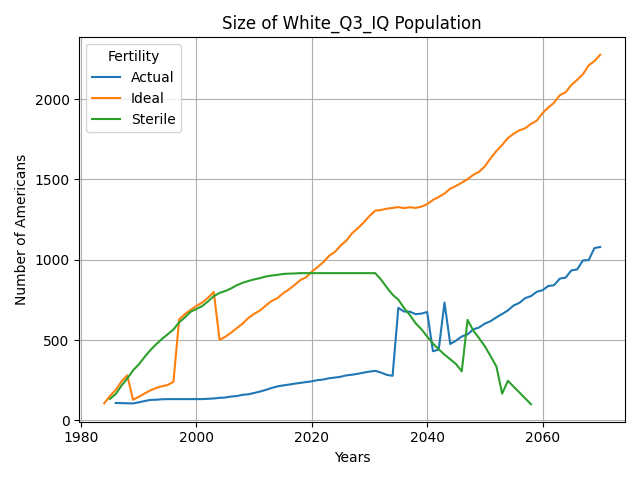 Size of White_Q3_IQ Population
Fertility
Actual
Ideal
Sterile
Number of Americans
2000
1500
1000
500
0
1980
2000
2020
2040
2060
Years